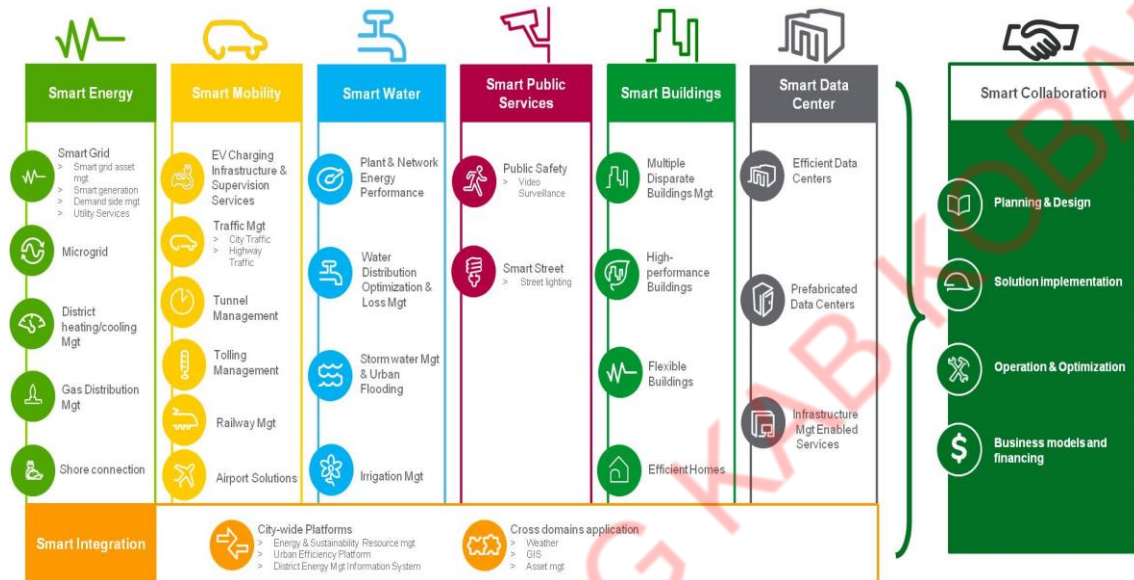 Smart Energy
Smart Grid
> Smart grid asset
mgt
> Smart generation
> Demand side mgt
> Utility Services
Microgrid
District
heating/cooling
Mgt
Gas Distribution
Mgt
Shore connection
Smart Mobility
EV Charging
Infrastructure &
Supervision
Services
Traffic Mgt
> City Traffic
> Highway
Traffic
Tunnel
Management
Tolling
Management
Railway Mgt
Airport Solutions
Smart Water
Plant & Network
Energy
Performance
Water
Distribution
Optimization &
Loss Mgt
Stormwater Mgt
& Urban
Flooding
Irrigation Mgt
Smart Public
Services
Public Safety
> Video
Surveillance
Smart Street
> Street lighting
Smart Buildings
Multiple
Disparate
Buildings Mgt
High-
performance
Buildings
Flexible
Buildings
Efficient Homes
Smart Data
Center
Efficient Data
Centers
Prefabricated
Data Centers
Infrastructure
Mgt Enabled
Services
Smart Collaboration
Planning & Design
Solution implementation
Operation & Optimization
$
Business models and
financing
Smart Integration
City-wide Platforms
> Energy & Sustainability Resource mgt
> Urban Efficiency Platform
> District Energy Mgt Information System
Cross domains application
> Weather
> GIS
> Asset mgt
G KAB KOBA